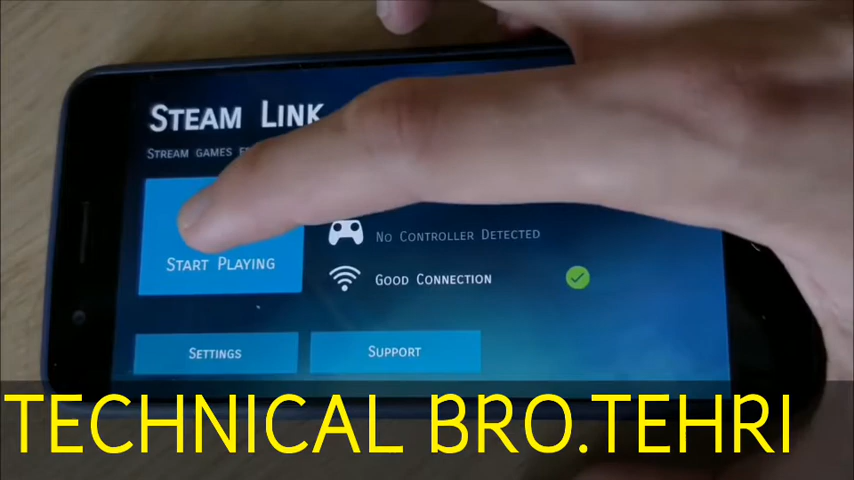 STEAM LINK
STREAM GAMES
START PLAYING
NO CONTROLLER DETECTED
GOOD CONNECTION
SETTINGS
SUPPORT
TECHNICAL BRO.TEHRI